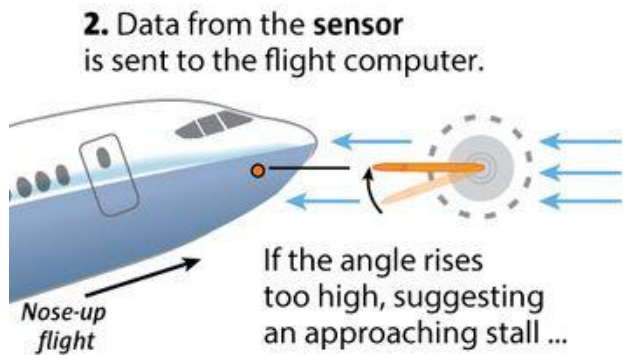 2. Data from the sensor
is sent to the flight computer.
Nose-up
flight
If the angle rises
too high, suggesting
an approaching stall ...